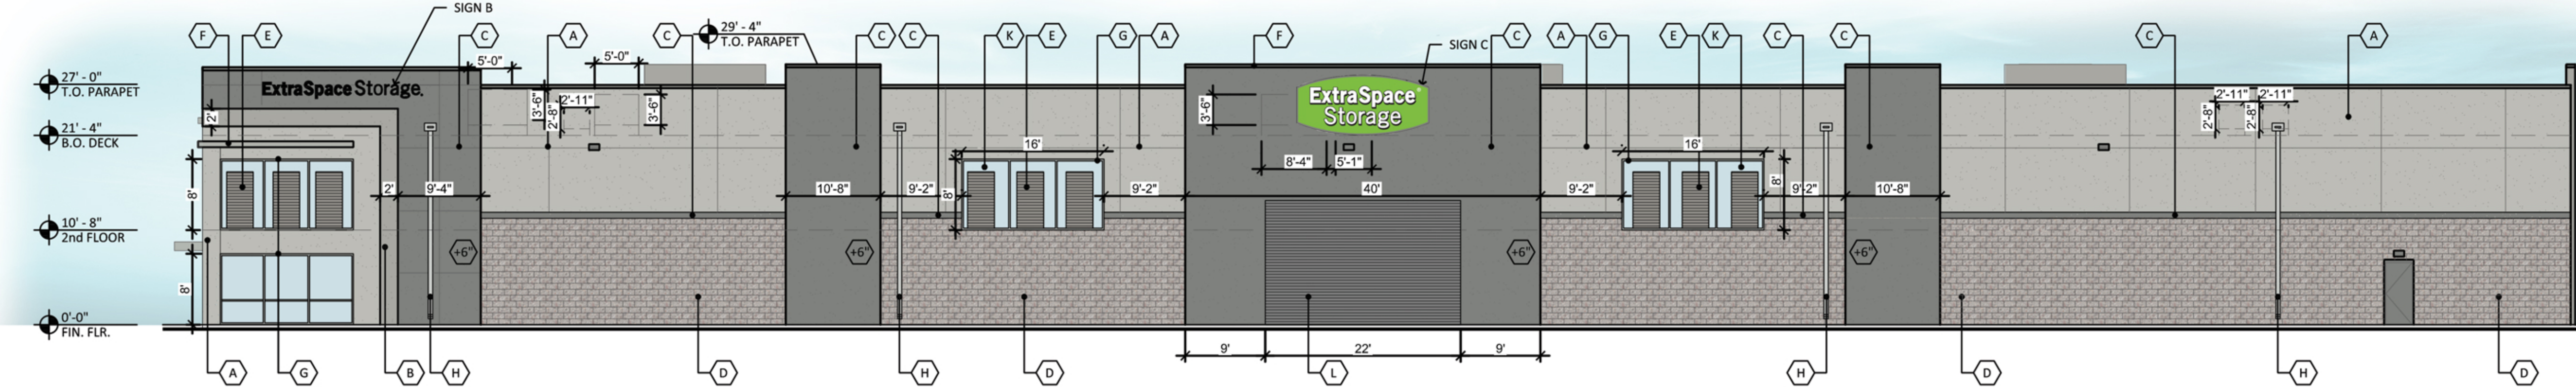 SIGN B
F
E
C
A
C
29' - 4"
T.O. PARAPET
C
C
K
E
G
A
F
SIGN C
C
A
G
E
K
C
C
C
A
5'-0"
5'-0"
27' - 0"
T.O. PARAPET
ExtraSpace Storage.
3'-6"
2'-8"
2'-11"
3'-6"
3'-6"
ExtraSpace®
Storage
2'-11"
2'-11"
2'-8"
2'-8"
2'
21' - 4"
B.O. DECK
16'
16'
8'-4"
5'-1"
8'
2'
9'-4"
10'-8"
9'-2"
8'
9'-2"
40'
9'-2"
8'
9'-2"
10'-8"
10' - 8"
2nd FLOOR
+6"
+6"
+6"
+6"
8'
0'-0"
FIN. FLR.
9'
22'
9'
A
G
B
H
D
H
D
L
H
D
H
D